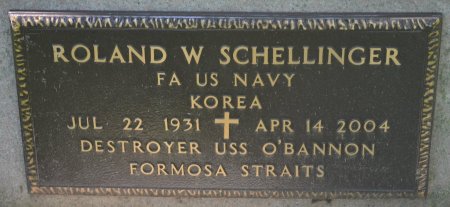 ROLAND W SCHELLINGER
FA US NAVY
KOREA
JUL 22 1931 ✝ APR 14 2004
DESTROYER USS O'BANNON
FORMOSA STRAITS